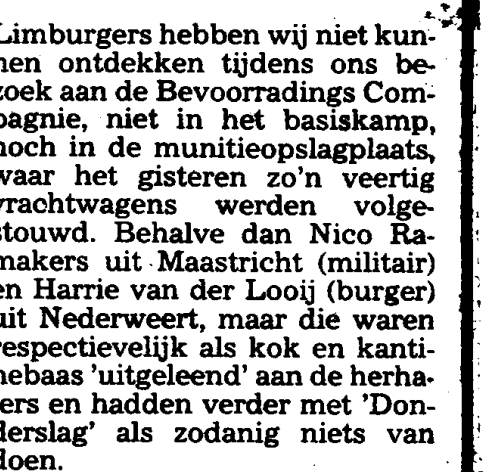 Limburgers hebben wij niet kun-
nen ontdekken tijdens ons be-
zoek aan de Bevoorradings Com-
pagnie, niet in het basiskamp,
noch in de munitieopslagplaats,
waar het gisteren zo'n veertig
vrachtwagens werden volge-
stouwd. Behalve dan Nico Ra-
makers uit Maastricht (militair)
en Harrie van der Looij (burger)
uit Nederweert, maar die waren
respectievelijk als kok en kanti-
nebaas 'uitgeleend' aan de herha-
lers en hadden verder met 'Don-
derslag' als zodanig niets van
doen.